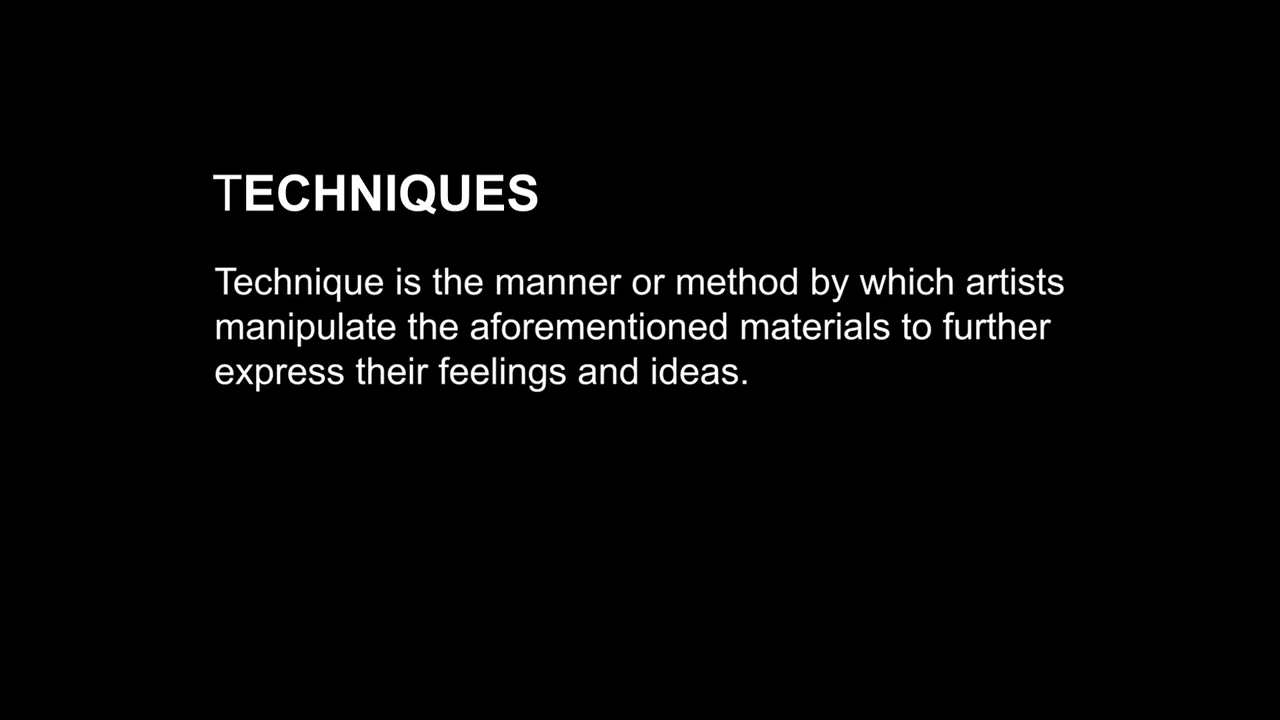 TECHNIQUES
Technique is the manner or method by which artists
manipulate the aforementioned materials to further
express their feelings and ideas.